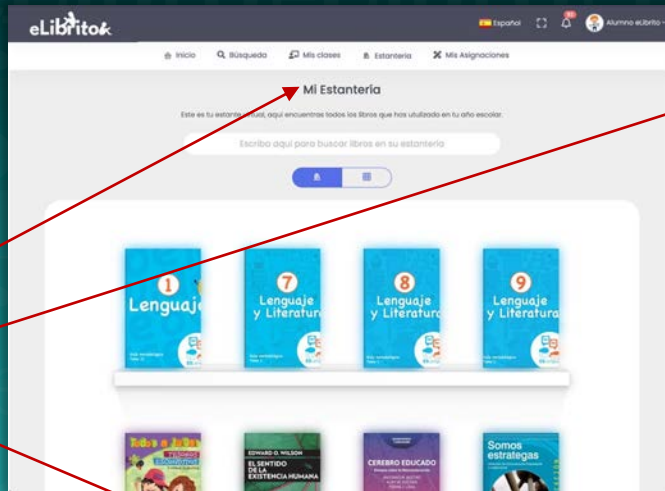 eLibritok
Español
Alumno eLibrito
Inicio
Búsqueda
Mis clases
Estantería
Mis Asignaciones
Mi Estantería
Este es tu estante virtual, aquí encuentras todos los libros que has utulizado en tu año escolar.
Escriba aquí para buscar libros en su estantería
1
Lenguaje
7
Lenguaje
y Literatura
8
Lenguaje
y Literatura
9
Lenguaje
y Literatura
EDWARD O. WILSON
EL SENTIDO
DE LA
EXISTENCIA HUMANA
CEREBRO EDUCADO
Somos
estrategas